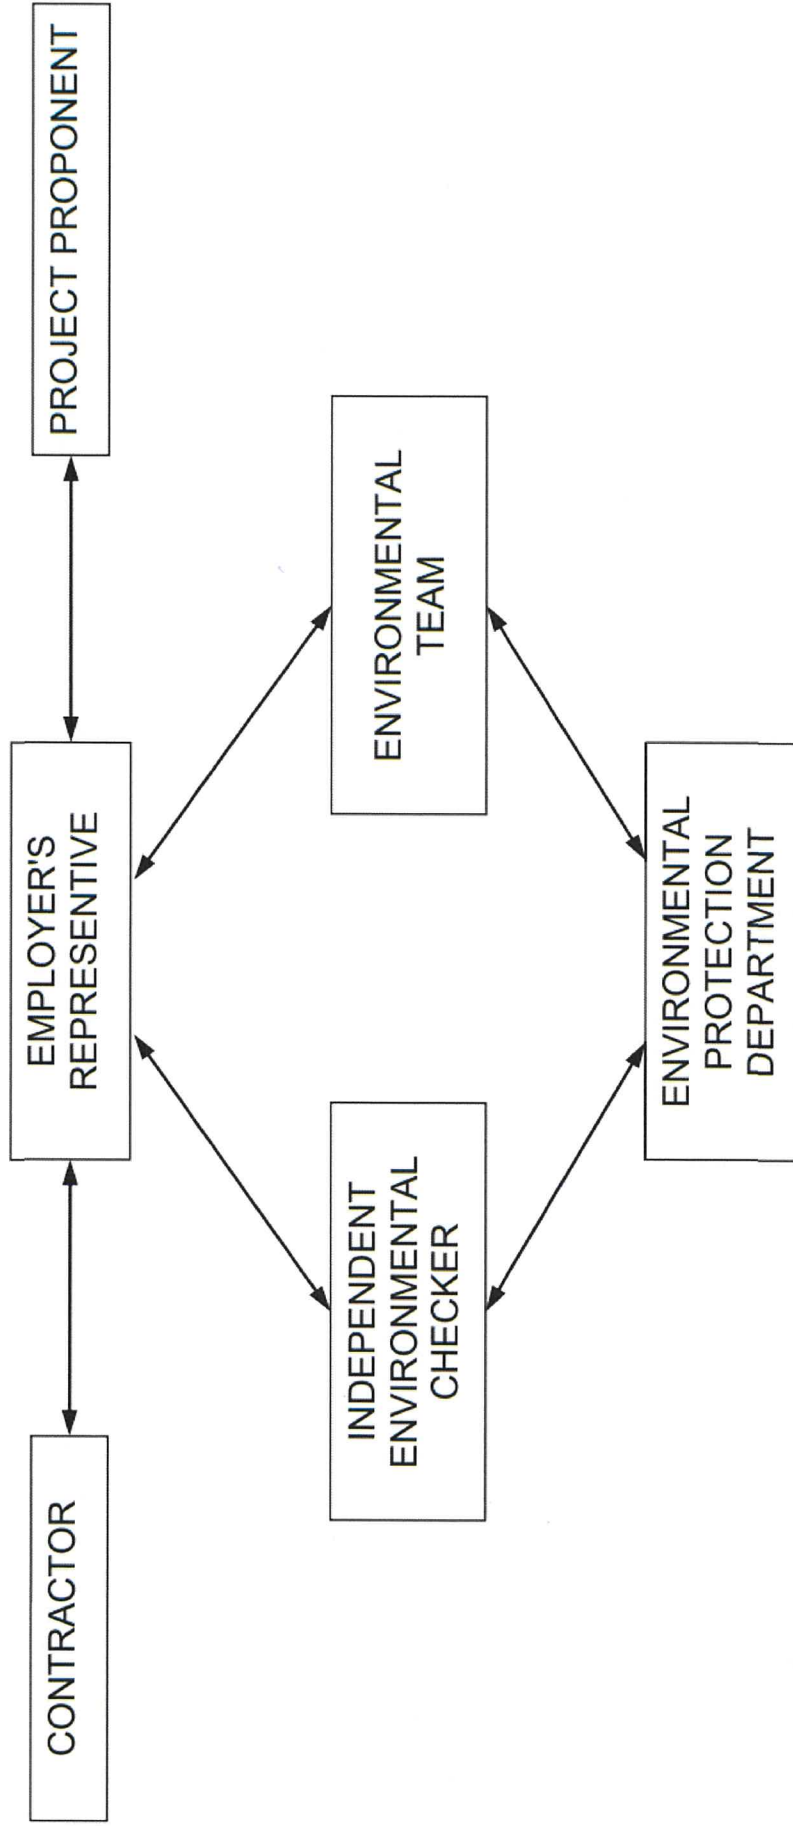 CONTRACTOR
EMPLOYER'S
REPRESENTIVE
PROJECT PROPONENT
INDEPENDENT
ENVIRONMENTAL
CHECKER
ENVIRONMENTAL
TEAM
ENVIRONMENTAL
PROTECTION
DEPARTMENT